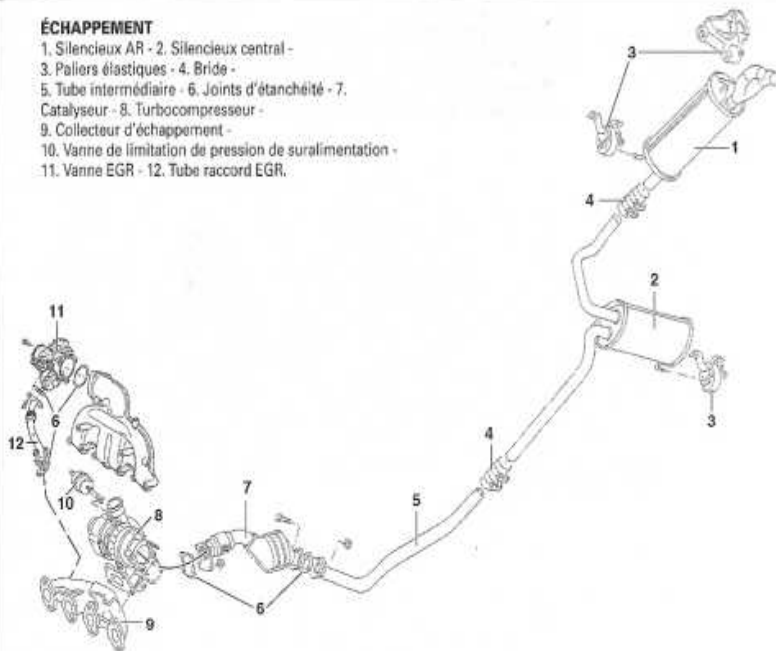 ÉCHAPPEMENT
1. Silencieux AR - 2. Silencieux central -
3. Paliers élastiques - 4. Bride -
5. Tube intermédiaire - 6. Joints d'étanchéité - 7.
Catalyseur - 8. Turbocompresseur -
9. Collecteur d'échappement -
10. Vanne de limitation de pression de suralimentation -
11. Vanne EGR - 12. Tube raccord EGR.
3
1
4
2
11
3
6
12
4
10
7
5
8
6
9